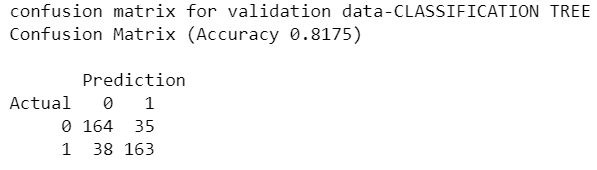 confusion matrix for validation data-CLASSIFICATION TREE
Confusion Matrix (Accuracy 0.8175)

       Prediction
Actual   0   1
     0 164  35
     1  38 163